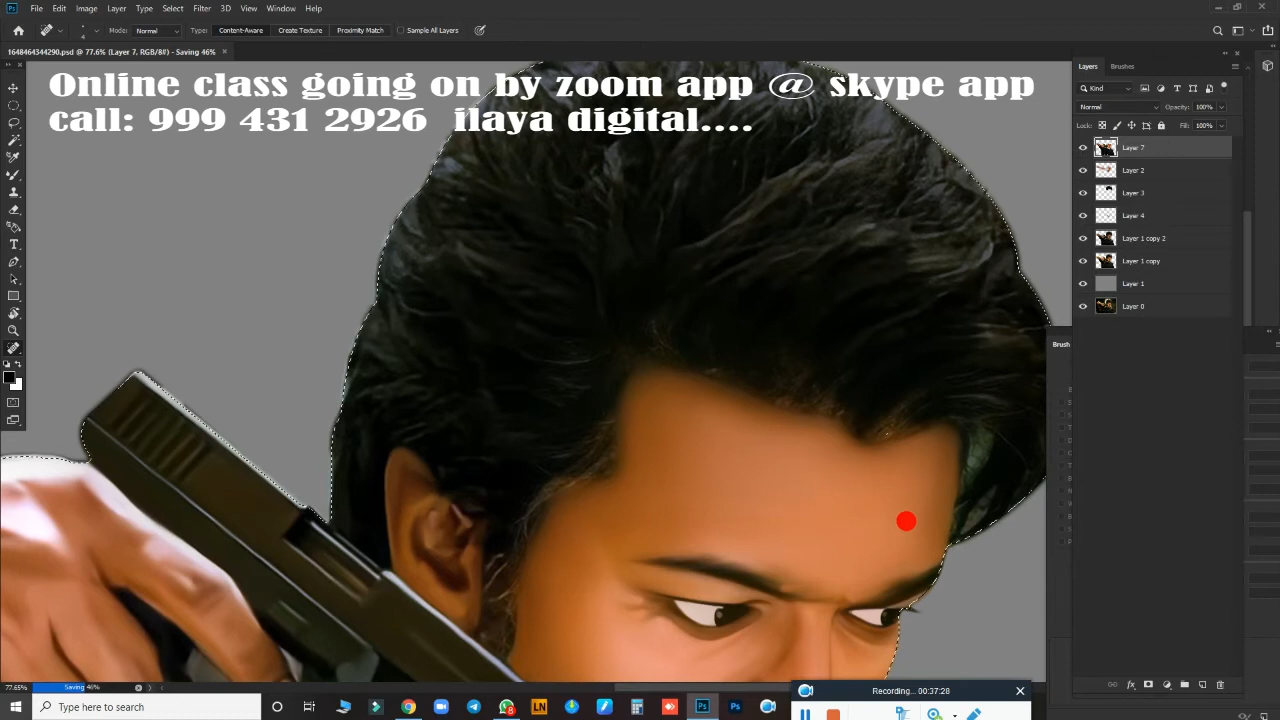 File Edit Image Layer Type Select Filter 3D View Window Help
Mode: Normal Type: Content-Aware Create Texture Proximity Match Sample All Layers
1648464344290.psd @ 77.6% (Layer 7, RGB/8#) - Saving 46%
Online class going on by zoom app @ skype app
call: 999 431 2926 ilaya digital....
Layers Brushes
Kind
Normal Opacity: 100%
Lock: Fill: 100%
Layer 7
Layer 2
Layer 3
Layer 4
Layer 1 copy 2
Layer 1 copy
Layer 1
Layer 0
Brush
77.65% Saving 46%
Type here to search
Recording... 00:37:28